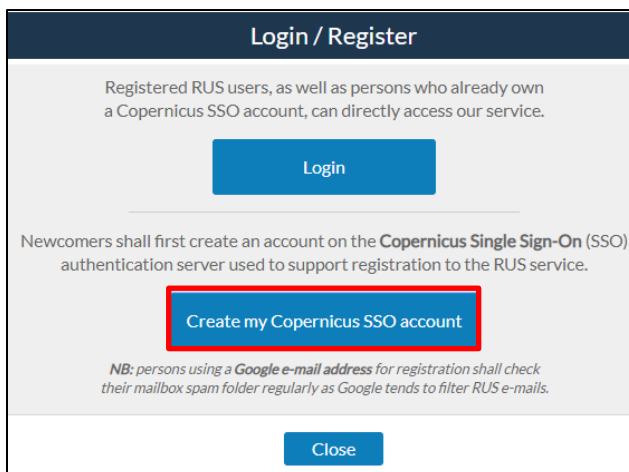 Login / Register
Registered RUS users, as well as persons who already own
a Copernicus SSO account, can directly access our service.
Login
Newcomers shall first create an account on the Copernicus Single Sign-On (SSO)
authentication server used to support registration to the RUS service.
Create my Copernicus SSO account
NB: persons using a Google e-mail address for registration shall check
their mailbox spam folder regularly as Google tends to filter RUS e-mails.
Close